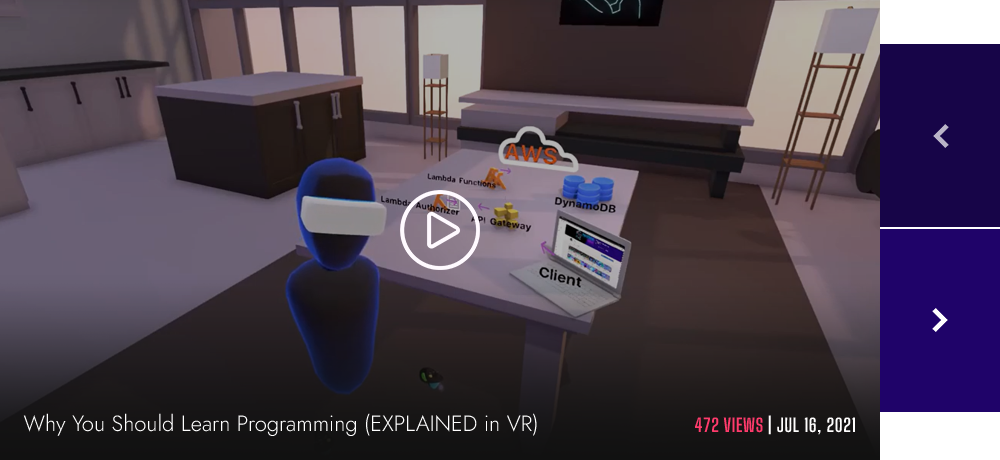 AWS
Lambda Functions
DynamoDB
Lambda Authorizer
API Gateway
Client
Why You Should Learn Programming (EXPLAINED in VR)
472 VIEWS | JUL 16, 2021